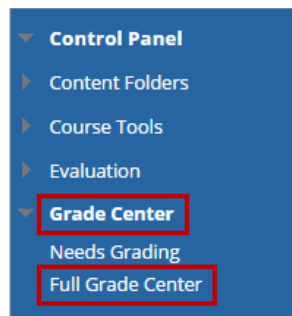 Control Panel
Content Folders
Course Tools
Evaluation
Grade Center
Needs Grading
Full Grade Center